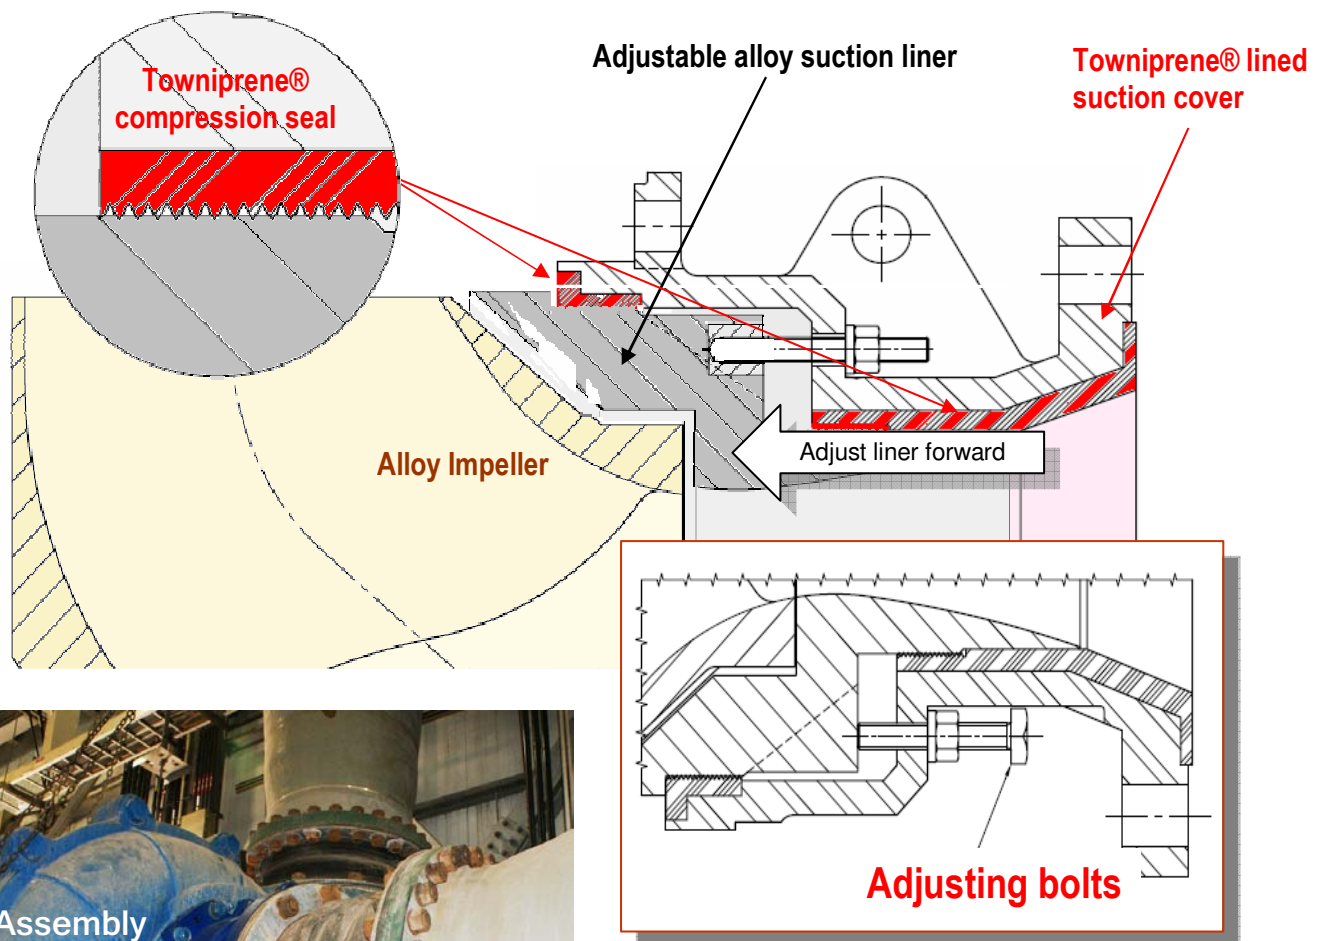 Towniprene®
compression seal
Adjustable alloy suction liner
Towniprene® lined
suction cover
Alloy Impeller
Adjust liner forward
Adjusting bolts
Assembly